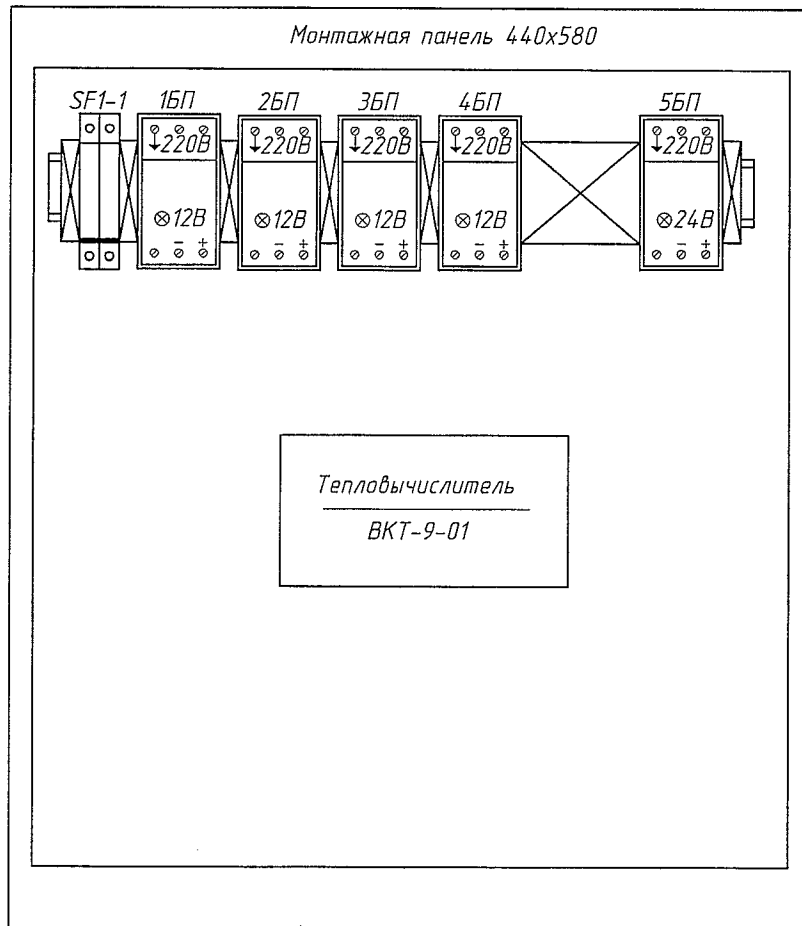 Монтажная панель 440х580
SF1-1 1БП 2БП 3БП 4БП 5БП
220В 220В 220В 220В 220В
12В 12В 12В 12В 24В
- + - + - + - + - +
Тепловычислитель
ВКТ-9-01